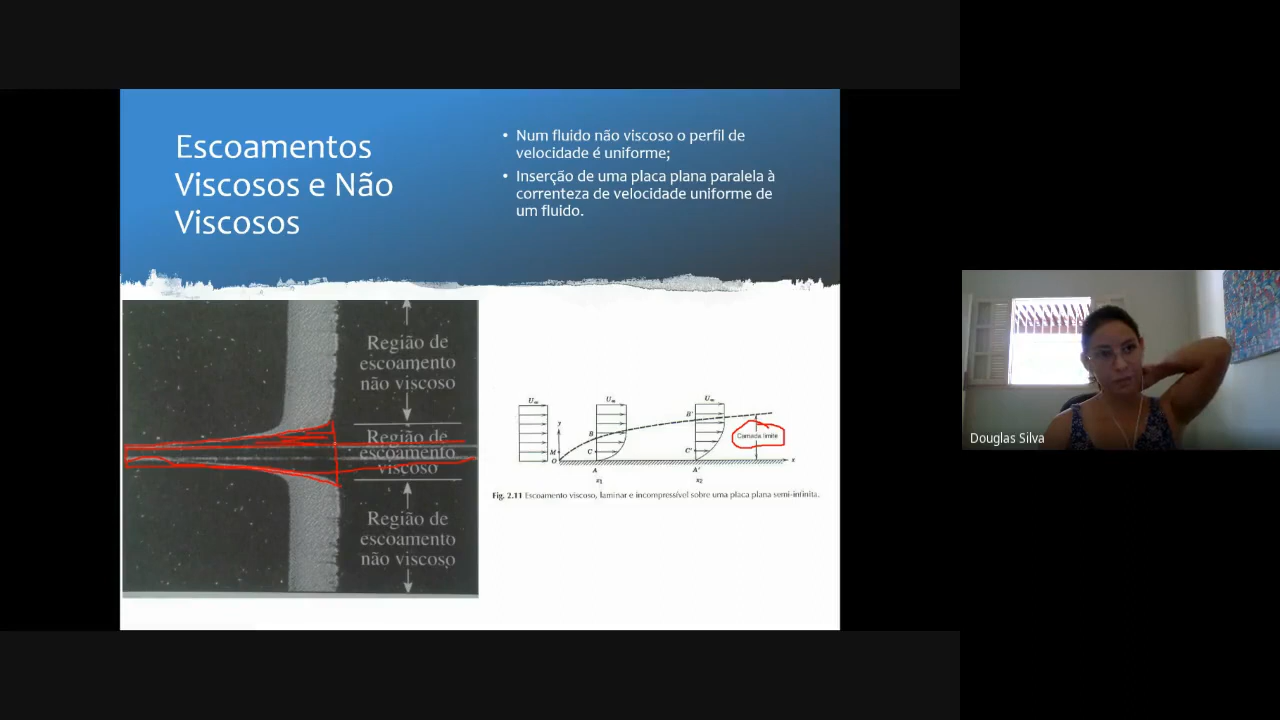 Escoamentos
Viscosos e Não
Viscosos
• Num fluido não viscoso o perfil de
velocidade é uniforme;
• Inserção de uma placa plana paralela à
correnteza de velocidade uniforme de
um fluido.
Região de
escoamento
não viscoso
Região de
escoamento
viscoso
Região de
escoamento
não viscoso
U∞ U∞ U∞
y
B B'
M C C'
Camada limite
O A A' x
x₁ x₂
Fig. 2.11 Escoamento viscoso, laminar e incompressível sobre uma placa plana semi-infinita.
Douglas Silva